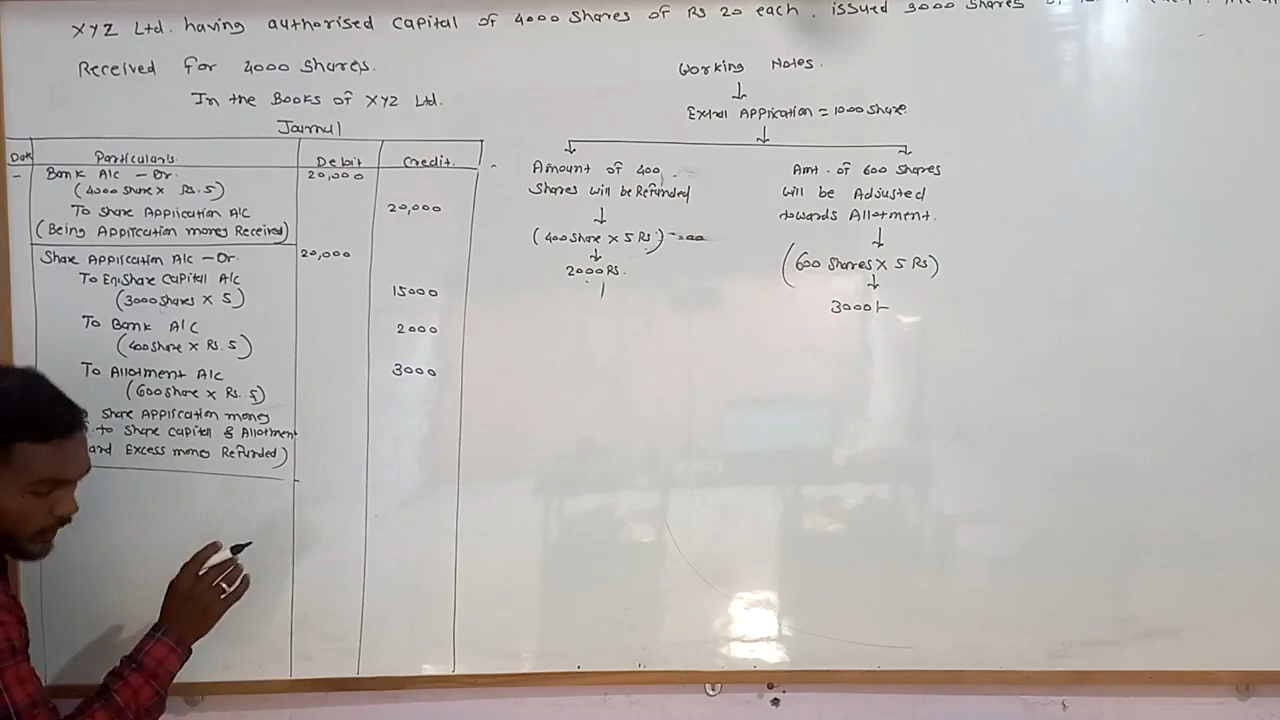 XYZ Ltd. having authorised capital of 4000 shares of Rs 20 each. issued 3000 shares
Received for 4000 shares.
In the Books of XYZ Ltd.
Journal
Date Particulars Debit Credit.
Bank A/c - Dr. 20,000
(4000 share x Rs. 5)
To Share Application A/c 20,000
(Being Application money Received)
Share Application A/c - Dr. 20,000
To Eq. Share Capital A/c
(3000 shares x 5) 15000
To Bank A/c 2000
(400 share x Rs. 5)
To Allotment A/c 3000
(600 share x Rs. 5)
Share Application money
to Share Capital & Allotment
and Excess money Refunded)
Working Notes.
Extra Application = 1000 share.
Amount of 400
Shares will be Refunded
(400 share x 5 Rs)
2000 Rs.
Amt. of 600 Shares
will be Adjusted
towards Allotment.
(600 Shares x 5 Rs)
3000/-